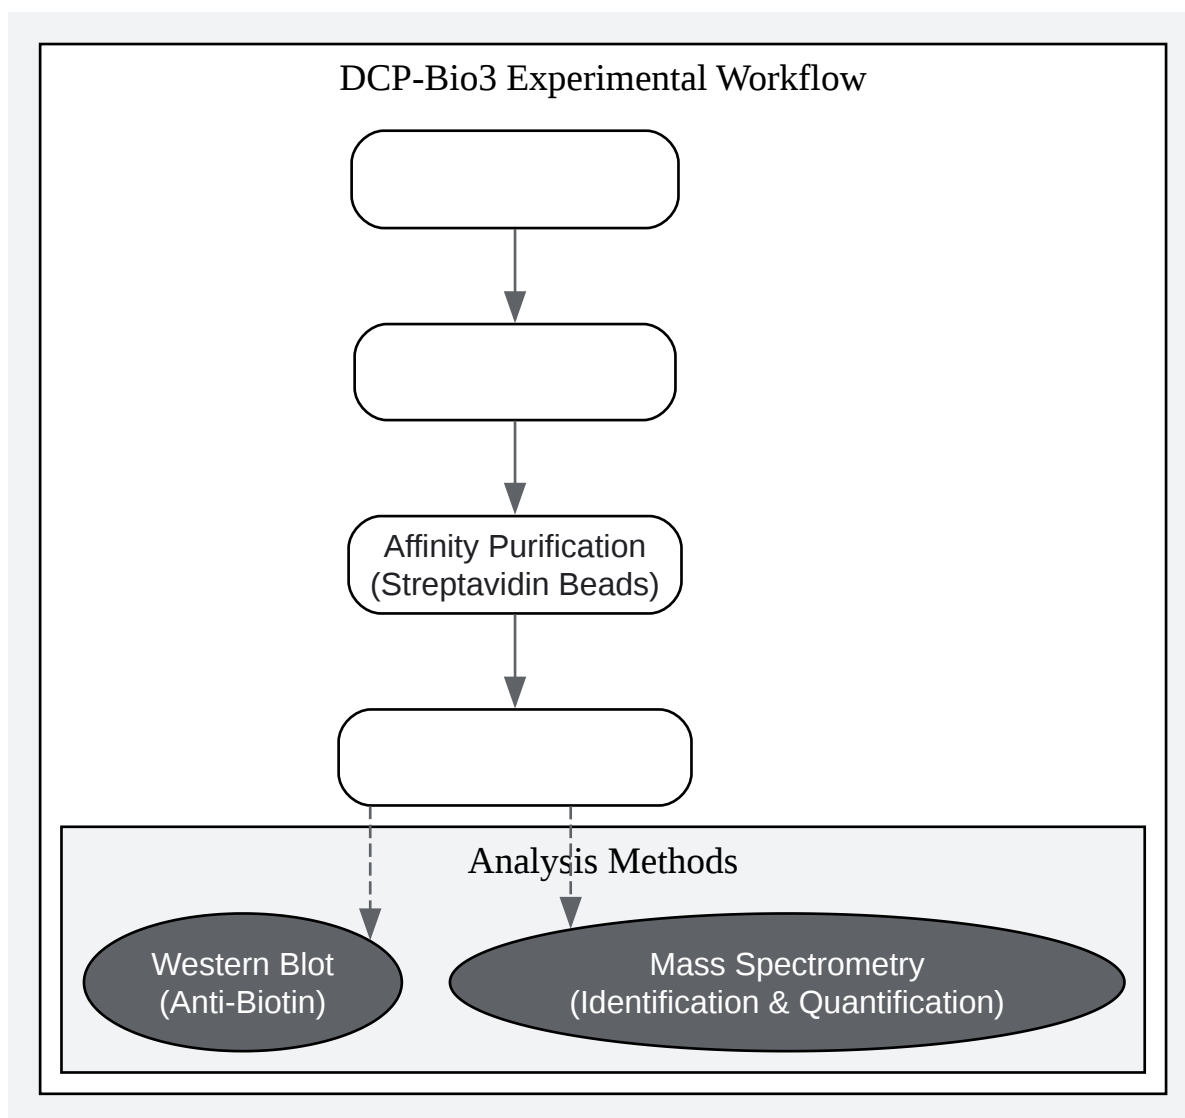 DCP-Bio3 Experimental Workflow
Affinity Purification
(Streptavidin Beads)
Analysis Methods
Western Blot
(Anti-Biotin)
Mass Spectrometry
(Identification & Quantification)